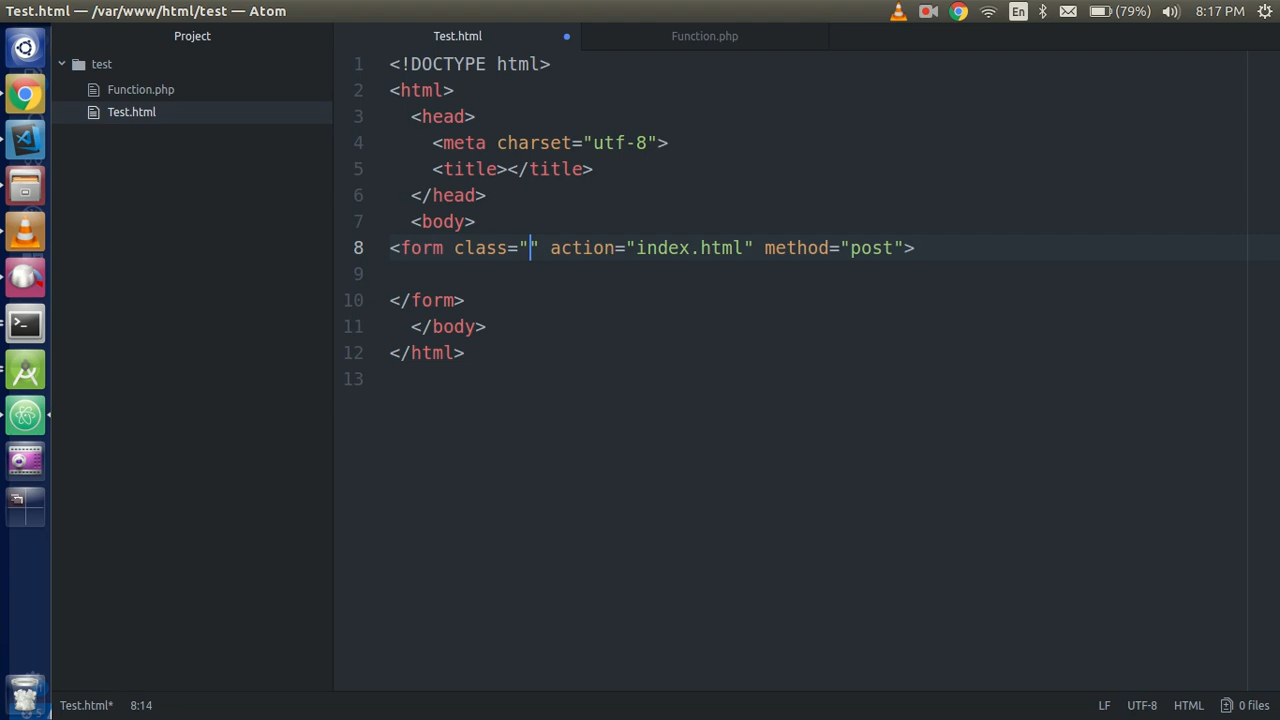 Test.html — /var/www/html/test — Atom
En (79%) 8:17 PM
Project
Test.html
Function.php
test
Function.php
Test.html
1 <!DOCTYPE html>
2 <html>
3 <head>
4 <meta charset="utf-8">
5 <title></title>
6 </head>
7 <body>
8 <form class="" action="index.html" method="post">
9
10 </form>
11 </body>
12 </html>
13
Test.html* 8:14
LF UTF-8 HTML 0 files